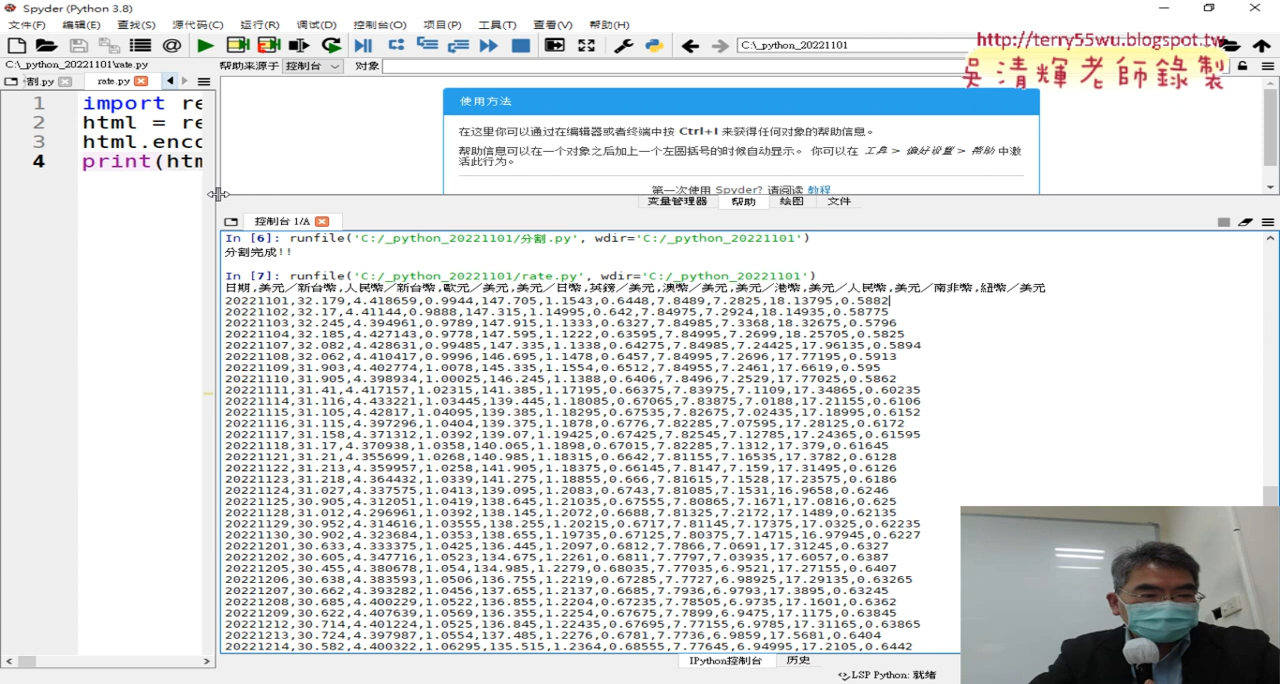 Spyder (Python 3.8)
文件(F) 编辑(E) 查找(S) 源代码(C) 运行(R) 调试(D) 控制台(O) 项目(P) 工具(T) 查看(V) 帮助(H)
C:\_python_20221101
http://terry55wu.blogspot.tw
吳清輝老師錄製
C:\_python_20221101\rate.py
帮助来源于 控制台 对象
割.py rate.py
1 import re
2 html = re
3 html.enco
4 print(htm
使用方法
在这里你可以通过在编辑器或者终端中按 Ctrl+I 来获得任何对象的帮助信息。
帮助信息可以在一个对象之后加上一个左圆括号的时候自动显示。 你可以在 工具 > 偏好设置 > 帮助 中激
活此行为。
第一次使用 Spyder? 请阅读 教程
变量管理器 帮助 绘图 文件
控制台 1/A
In [6]: runfile('C:/_python_20221101/分割.py', wdir='C:/_python_20221101')
分割完成!!
In [7]: runfile('C:/_python_20221101/rate.py', wdir='C:/_python_20221101')
日期,美元／新台幣,人民幣／新台幣,歐元／美元,美元／日幣,英鎊／美元,澳幣／美元,美元／港幣,美元／人民幣,美元／南非幣,紐幣／美元
20221101,32.179,4.418659,0.9944,147.705,1.1543,0.6448,7.8489,7.2825,18.13795,0.5882
20221102,32.17,4.41144,0.9888,147.315,1.14995,0.642,7.84975,7.2924,18.14935,0.58775
20221103,32.245,4.394961,0.9789,147.915,1.1333,0.6327,7.84985,7.3368,18.32675,0.5796
20221104,32.185,4.427143,0.9778,147.595,1.1222,0.63595,7.84995,7.2699,18.25705,0.5825
20221107,32.082,4.428631,0.99485,147.335,1.1338,0.64275,7.84985,7.24425,17.96135,0.5894
20221108,32.062,4.410417,0.9996,146.695,1.1478,0.6457,7.84955,7.2696,17.77195,0.5913
20221109,31.903,4.402774,1.0078,145.335,1.1554,0.6512,7.84955,7.2461,17.6619,0.595
20221110,31.905,4.398934,1.00025,146.245,1.1388,0.6406,7.8496,7.2529,17.77025,0.5862
20221111,31.41,4.417157,1.02315,141.385,1.17195,0.66375,7.83975,7.1109,17.34865,0.60235
20221114,31.116,4.433221,1.03445,139.445,1.18085,0.67065,7.83875,7.0188,17.21155,0.6106
20221115,31.105,4.42817,1.04095,139.385,1.18295,0.67535,7.82675,7.02435,17.18995,0.6152
20221116,31.115,4.397296,1.0404,139.375,1.1878,0.6776,7.82285,7.07595,17.28125,0.6172
20221117,31.158,4.371312,1.0392,139.07,1.19425,0.67425,7.82545,7.12785,17.24365,0.61595
20221118,31.17,4.370938,1.0358,140.065,1.1898,0.67015,7.82285,7.1312,17.379,0.61645
20221121,31.21,4.355699,1.0268,140.985,1.18315,0.6642,7.81155,7.16535,17.3782,0.6128
20221122,31.213,4.359957,1.0258,141.905,1.18375,0.66145,7.8147,7.159,17.31495,0.6126
20221123,31.218,4.364432,1.0339,141.275,1.18855,0.666,7.81615,7.1528,17.23575,0.6186
20221124,31.027,4.337575,1.0413,139.095,1.2083,0.6743,7.81085,7.1531,16.9658,0.6246
20221125,30.905,4.312051,1.0419,138.645,1.21035,0.67555,7.80865,7.1671,17.0816,0.625
20221128,31.012,4.296961,1.0392,138.145,1.2072,0.6688,7.81325,7.2172,17.1489,0.62135
20221129,30.952,4.314616,1.03555,138.255,1.20215,0.6717,7.81145,7.17375,17.0325,0.62235
20221130,30.902,4.323684,1.0353,138.655,1.19735,0.67125,7.80375,7.14715,16.97945,0.6227
20221201,30.633,4.333375,1.0425,136.445,1.2097,0.6812,7.7866,7.0691,17.31245,0.6327
20221202,30.605,4.347716,1.0523,134.675,1.2261,0.6811,7.7797,7.03935,17.6057,0.6387
20221205,30.455,4.380678,1.054,134.985,1.2279,0.68035,7.77035,6.9521,17.27155,0.6407
20221206,30.638,4.383593,1.0506,136.755,1.2219,0.67285,7.7727,6.98925,17.29135,0.63265
20221207,30.662,4.393282,1.0456,137.655,1.2137,0.6685,7.7936,6.9793,17.3895,0.63245
20221208,30.685,4.400229,1.0522,136.855,1.2204,0.67235,7.78505,6.9735,17.1601,0.6362
20221209,30.622,4.407639,1.0569,136.355,1.2254,0.67675,7.7899,6.9475,17.1175,0.63845
20221212,30.714,4.401224,1.0525,136.845,1.22435,0.67695,7.77155,6.9785,17.31165,0.63865
20221213,30.724,4.397987,1.0554,137.485,1.2276,0.6781,7.7736,6.9859,17.5681,0.6404
20221214,30.582,4.400322,1.06295,135.515,1.2364,0.68555,7.77645,6.94995,17.2105,0.6442
IPython控制台 历史
LSP Python: 就绪